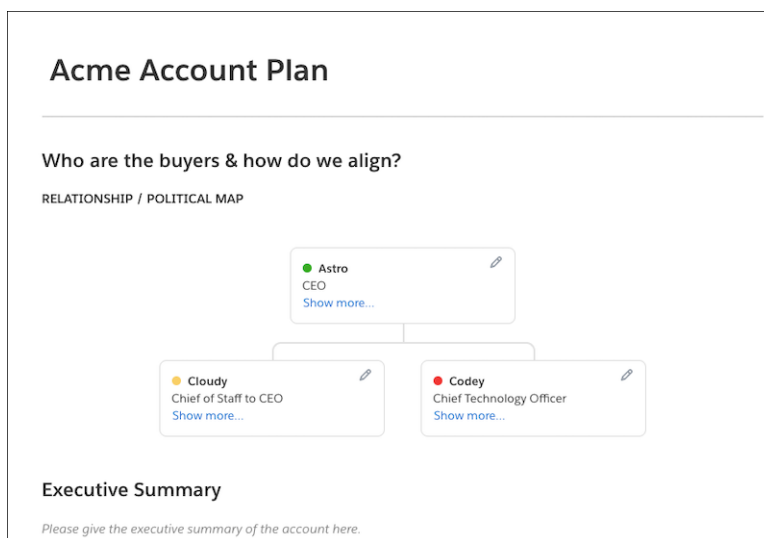 Acme Account Plan
Who are the buyers & how do we align?
RELATIONSHIP / POLITICAL MAP
Astro
CEO
Show more...
Cloudy
Chief of Staff to CEO
Show more...
Codey
Chief Technology Officer
Show more...
Executive Summary
Please give the executive summary of the account here.